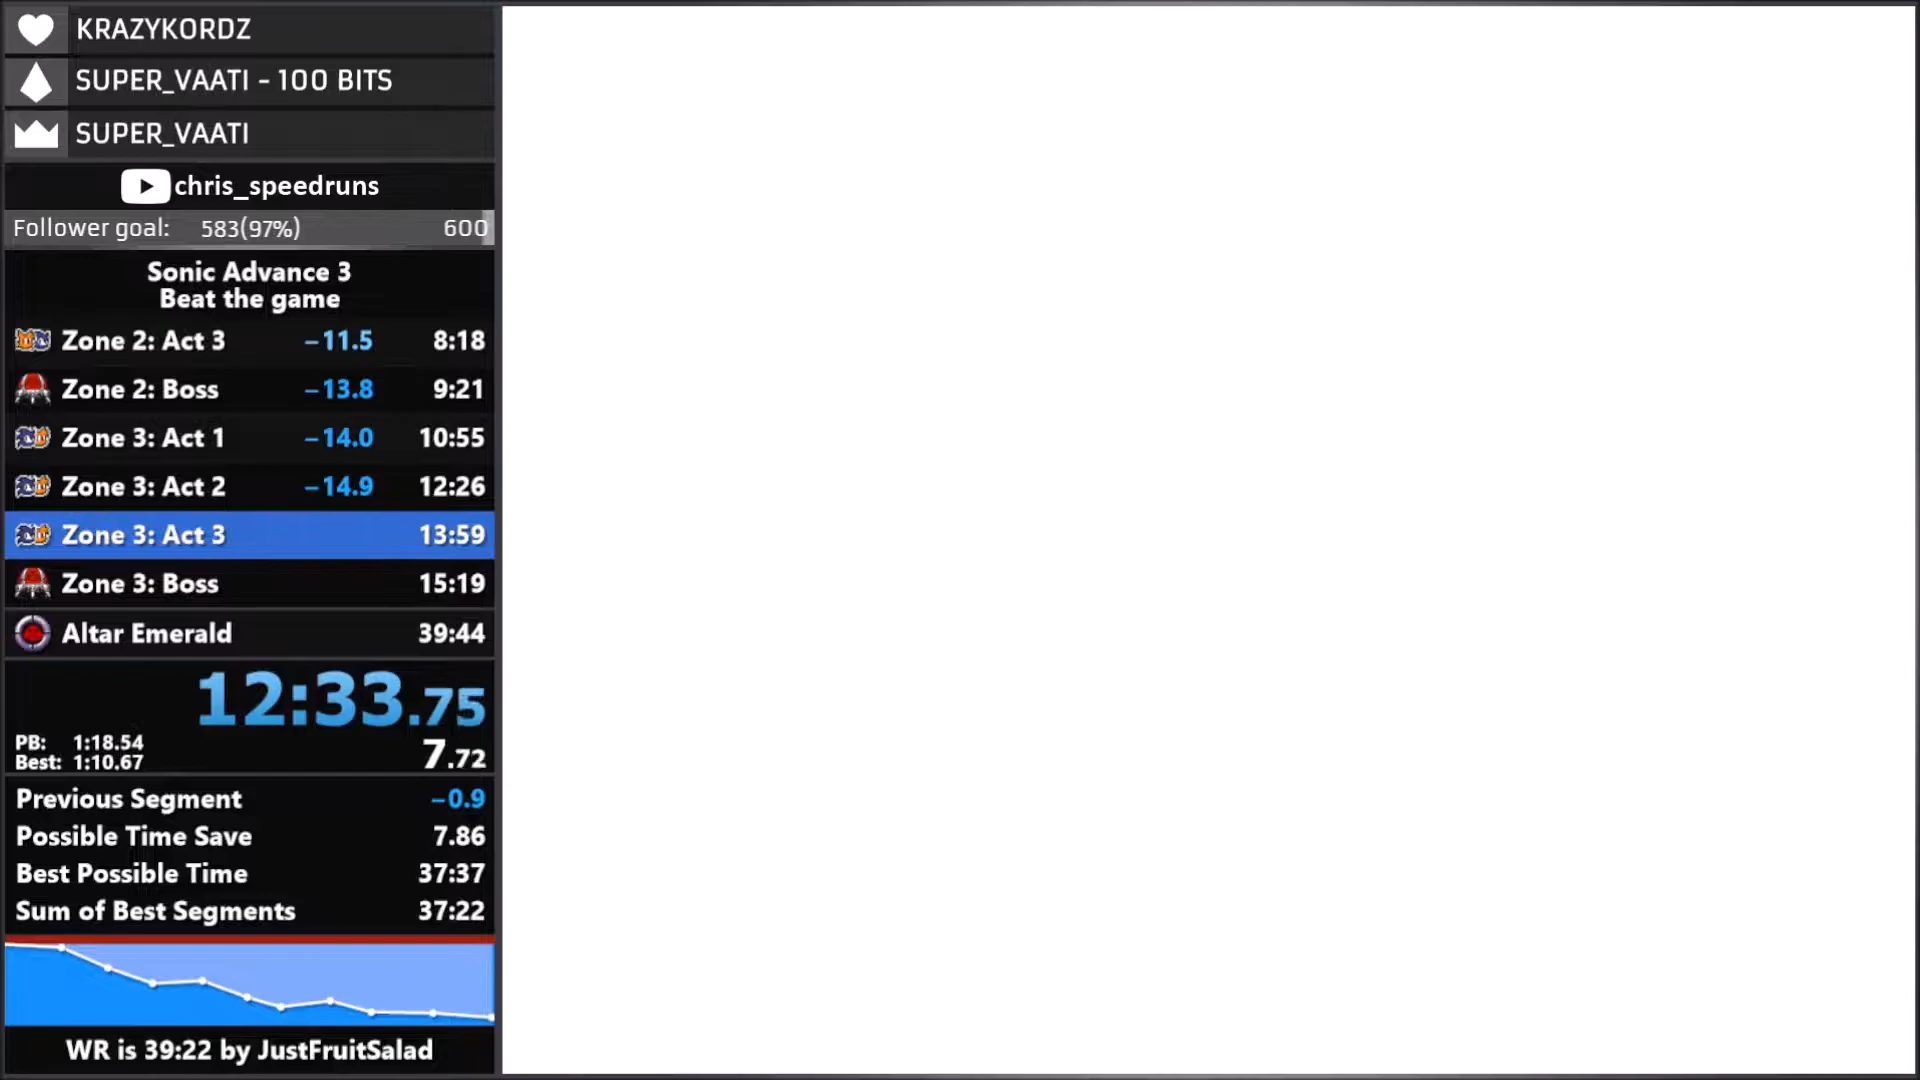 KRAZYKORDZ
SUPER_VAATI - 100 BITS
SUPER_VAATI
chris_speedruns
Follower goal: 583(97%) 600
Sonic Advance 3
Beat the game
Zone 2: Act 3 −11.5 8:18
Zone 2: Boss −13.8 9:21
Zone 3: Act 1 −14.0 10:55
Zone 3: Act 2 −14.9 12:26
Zone 3: Act 3 13:59
Zone 3: Boss 15:19
Altar Emerald 39:44
12:33.75
PB: 1:18.54
Best: 1:10.67 7.72
Previous Segment −0.9
Possible Time Save 7.86
Best Possible Time 37:37
Sum of Best Segments 37:22
WR is 39:22 by JustFruitSalad